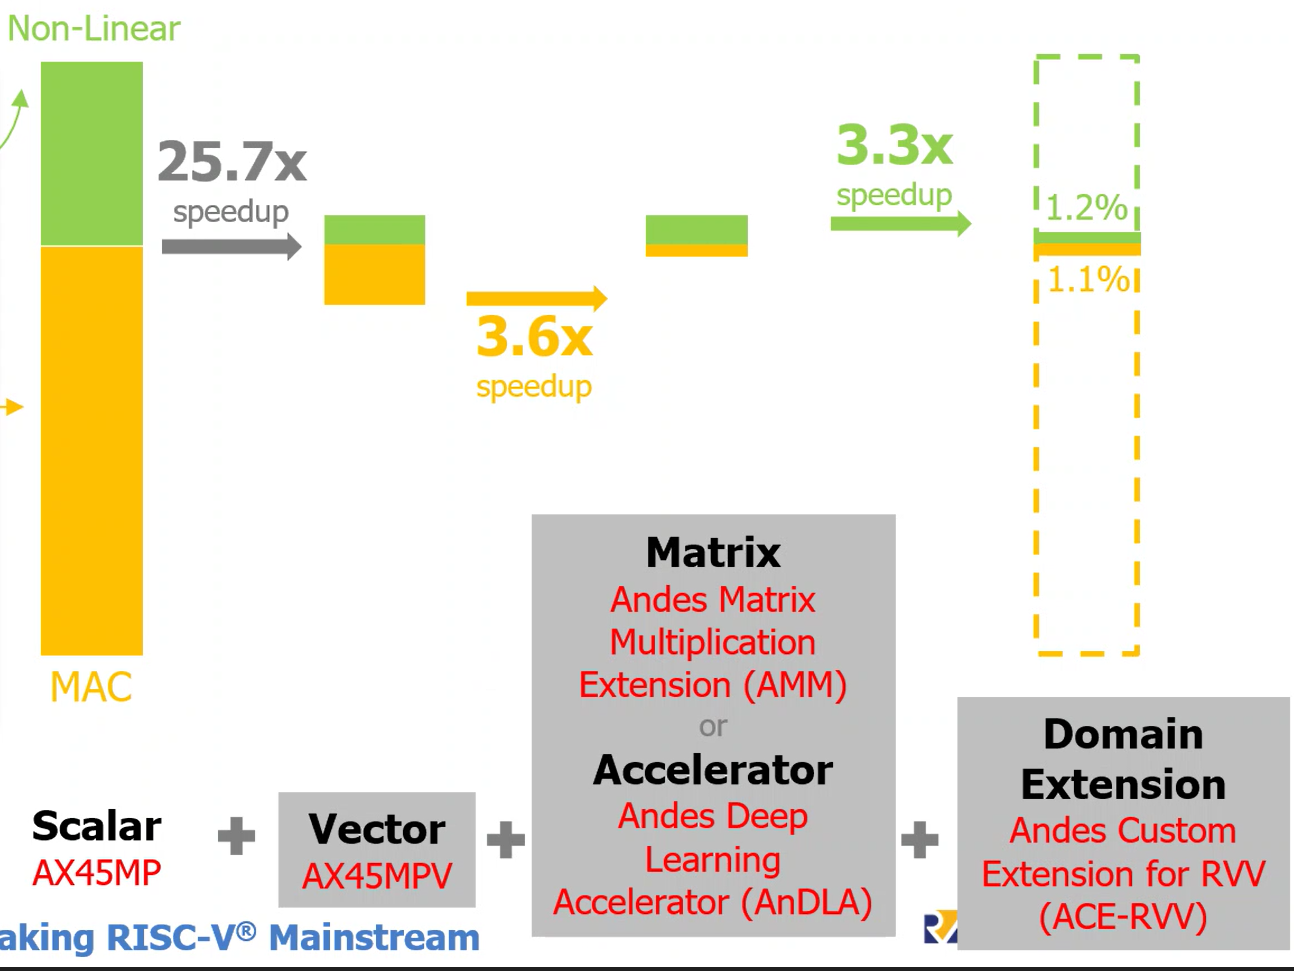 Non-Linear
25.7x
speedup
3.6x
speedup
3.3x
speedup
1.2%
1.1%
MAC
Scalar
AX45MP
+
Vector
AX45MPV
+
Matrix
Andes Matrix
Multiplication
Extension (AMM)
or
Accelerator
Andes Deep
Learning
Accelerator (AnDLA)
+
Domain
Extension
Andes Custom
Extension for RVV
(ACE-RVV)
aking RISC-V® Mainstream